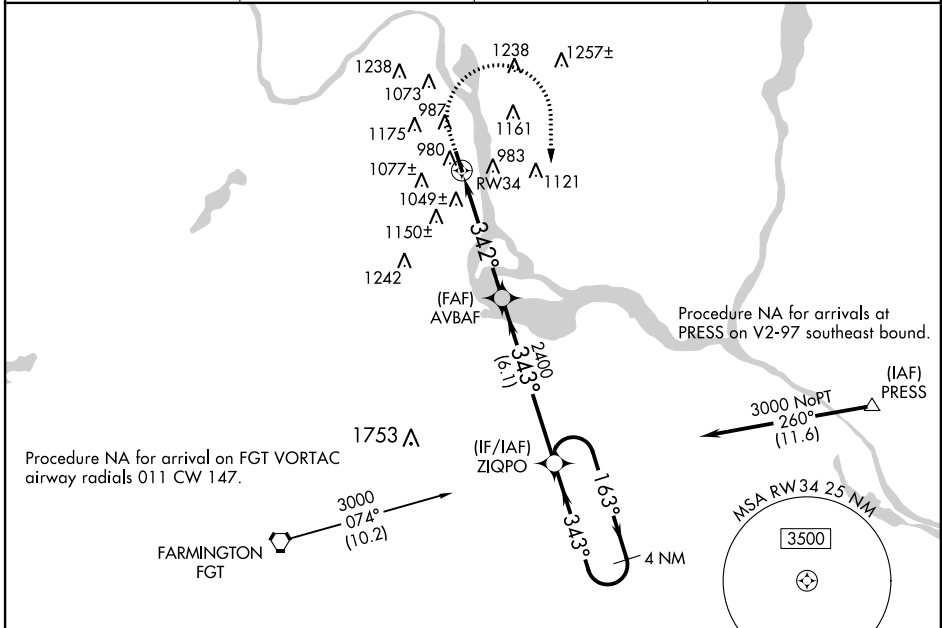 1238
1257±
1238
1073
987
1175
1161
980
983
1077±
RW34
1121
1049±
1150±
342°
1242
(FAF)
AVBAF
Procedure NA for arrivals at
PRESS on V2-97 southeast bound.
2400
343°
(6.1)
(IAF)
PRESS
3000 NoPT
260°
(11.6)
1753
(IF/IAF)
ZIQPO
Procedure NA for arrival on FGT VORTAC
airway radials 011 CW 147.
163°
3000
074°
(10.2)
343°
MSA RW34 25 NM
3500
FARMINGTON
FGT
4 NM